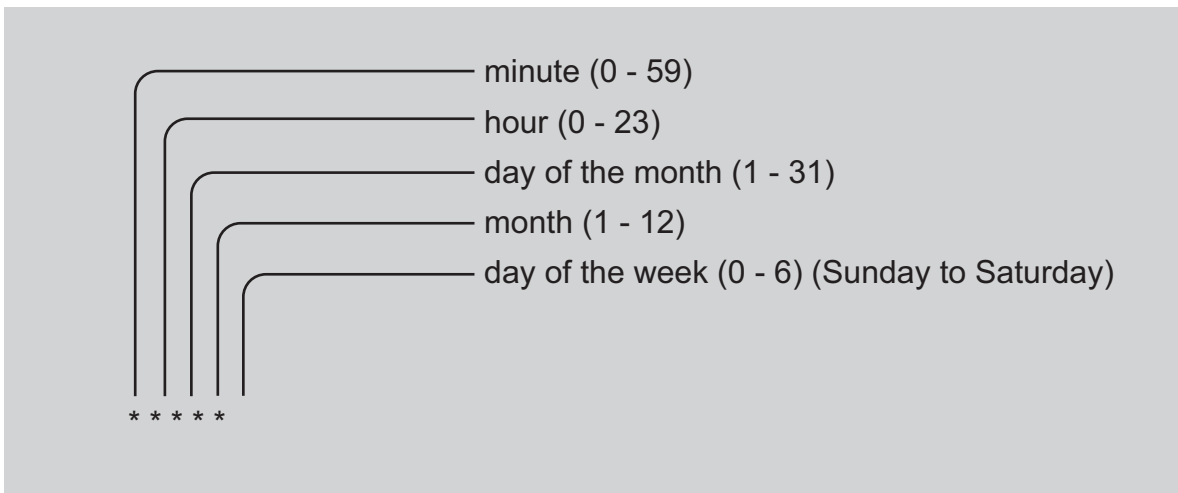 minute (0 - 59)
hour (0 - 23)
day of the month (1 - 31)
month (1 - 12)
day of the week (0 - 6) (Sunday to Saturday)
* * * * *